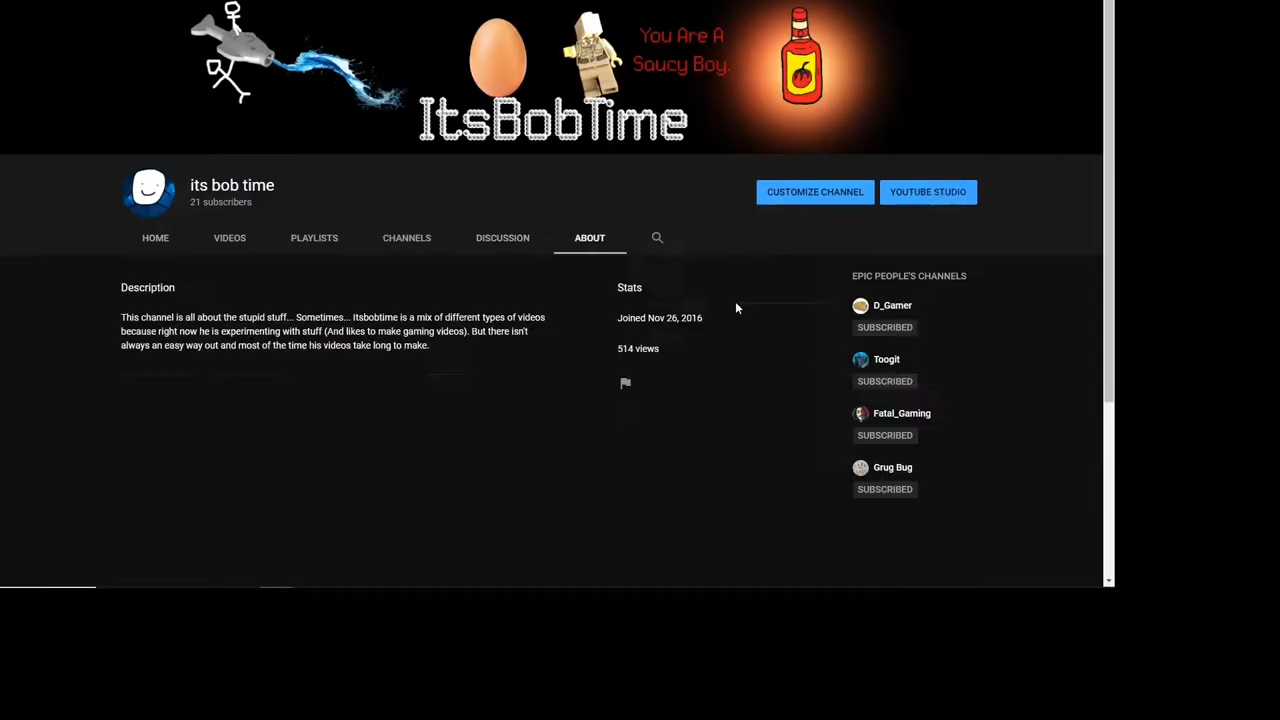 You Are A
Saucy Boy.
ItsBobTime
its bob time
21 subscribers
CUSTOMIZE CHANNEL
YOUTUBE STUDIO
HOME
VIDEOS
PLAYLISTS
CHANNELS
DISCUSSION
ABOUT
Description
This channel is all about the stupid stuff... Sometimes... Itsbobtime is a mix of different types of videos
because right now he is experimenting with stuff (And likes to make gaming videos). But there isn't
always an easy way out and most of the time his videos take long to make.
Stats
Joined Nov 26, 2016
514 views
EPIC PEOPLE'S CHANNELS
D_Gamer
SUBSCRIBED
Toogit
SUBSCRIBED
Fatal_Gaming
SUBSCRIBED
Grug Bug
SUBSCRIBED